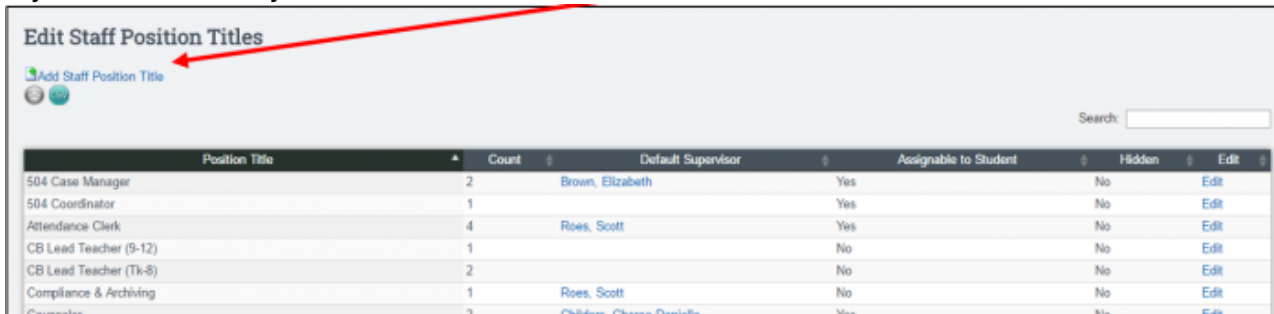 Edit Staff Position Titles
Add Staff Position Title
Search:
Position Title Count Default Supervisor Assignable to Student Hidden Edit
504 Case Manager 2 Brown, Elizabeth Yes No Edit
504 Coordinator 1 Yes No Edit
Attendance Clerk 4 Roes, Scott Yes No Edit
CB Lead Teacher (9-12) 1 No No Edit
CB Lead Teacher (Tk-8) 2 No No Edit
Compliance & Archiving 1 Roes, Scott No No Edit